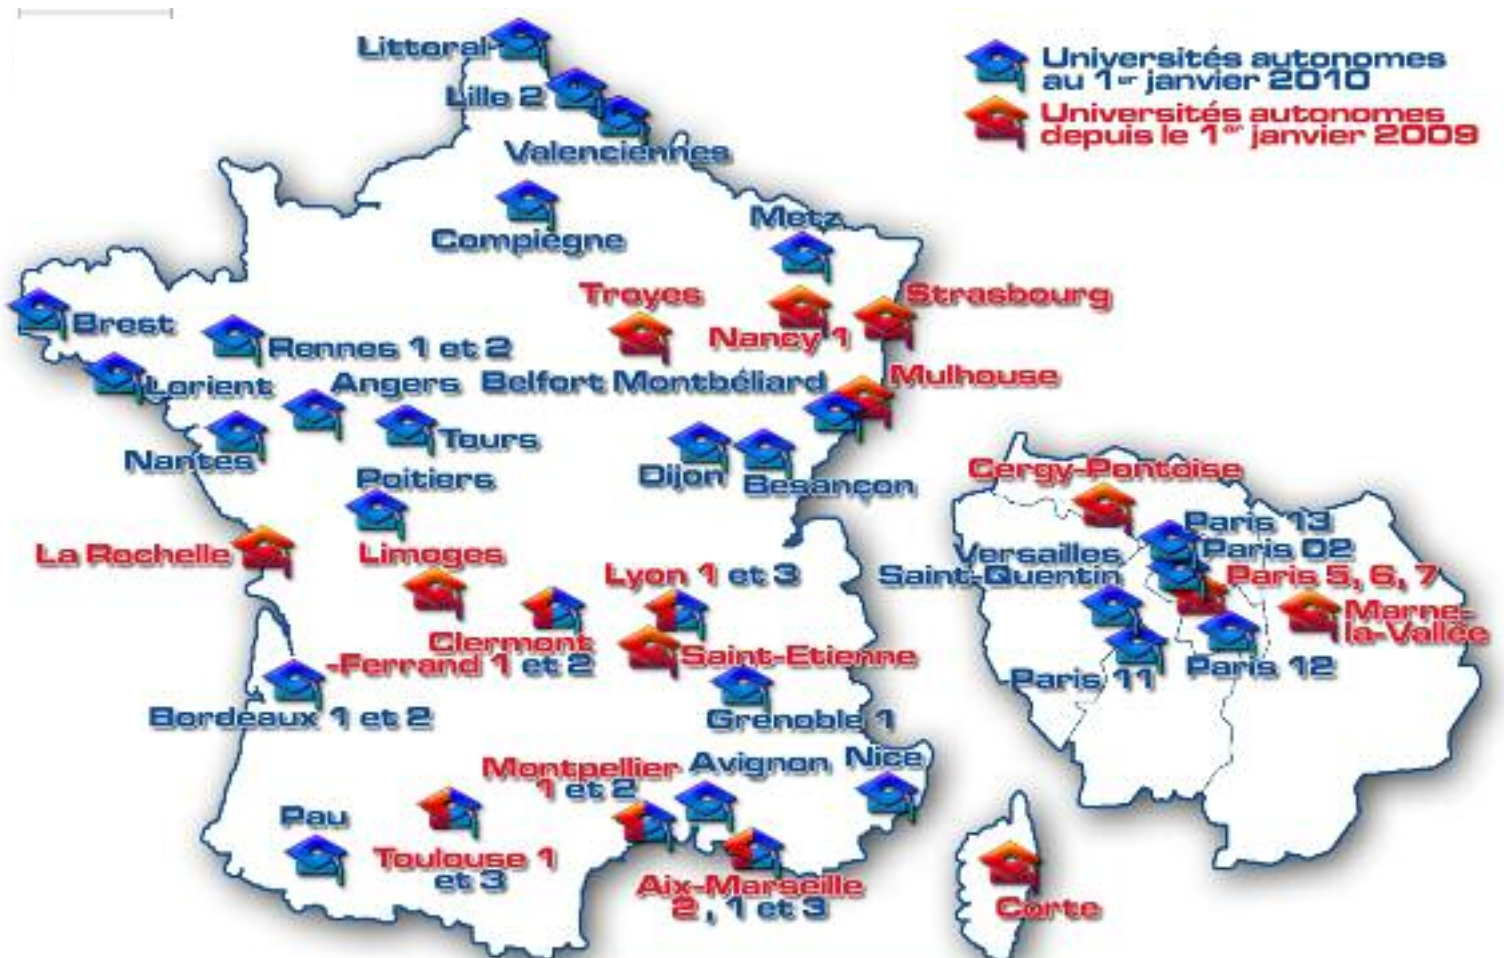 Universités autonomes
au 1er janvier 2010
Universités autonomes
depuis le 1er janvier 2009
Littoral
Lille 2
Valenciennes
Compiègne
Metz
Troyes
Nancy 1
Strasbourg
Brest
Rennes 1 et 2
Lorient
Angers
Belfort Montbéliard
Mulhouse
Nantes
Tours
Dijon
Besançon
Poitiers
La Rochelle
Limoges
Lyon 1 et 3
Clermont
-Ferrand 1 et 2
Saint-Etienne
Bordeaux 1 et 2
Grenoble 1
Montpellier
1 et 2
Avignon
Nice
Pau
Toulouse 1
et 3
Aix-Marseille
2 , 1 et 3
Corte
Cergy-Pontoise
Paris 13
Paris 02
Versailles
Saint-Quentin
Paris 5, 6, 7
Marne-
la-Vallée
Paris 11
Paris 12